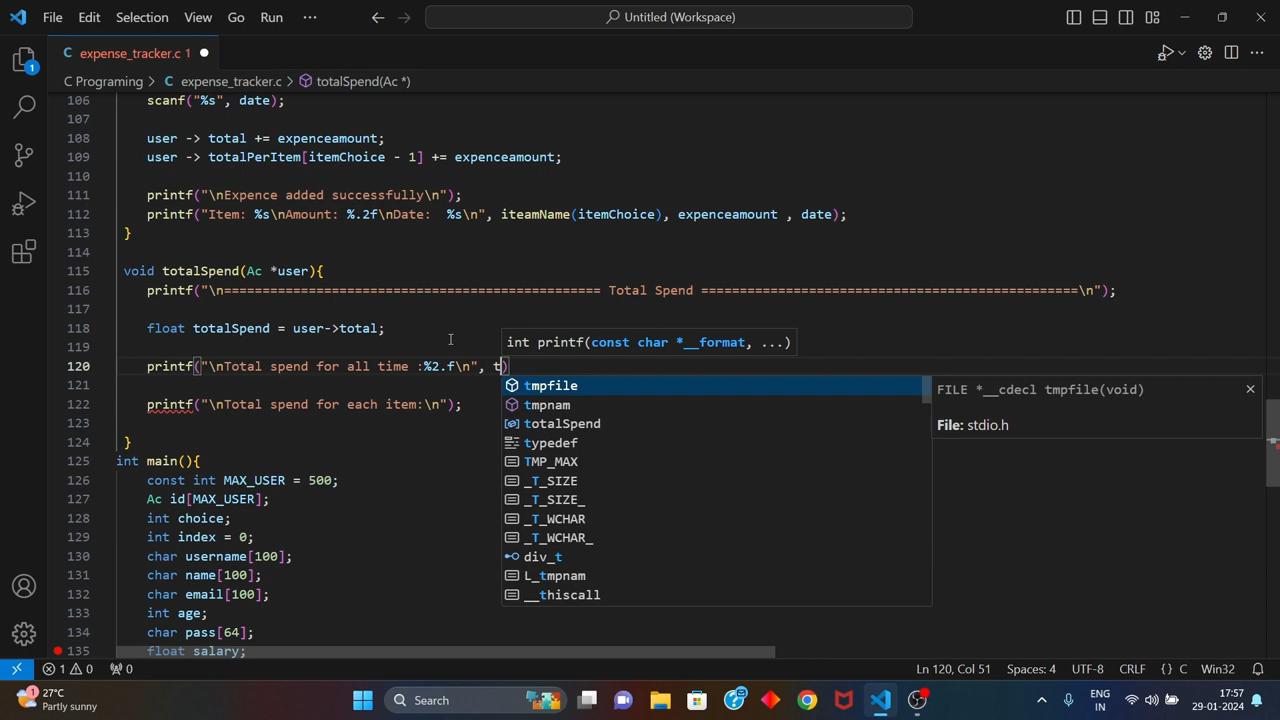 File Edit Selection View Go Run ··· Untitled (Workspace)
C expense_tracker.c 1
C Programing > C expense_tracker.c > totalSpend(Ac *)
106 scanf("%s", date);
107
108 user -> total += expenceamount;
109 user -> totalPerItem[itemChoice - 1] += expenceamount;
110
111 printf("\nExpence added successfully\n");
112 printf("Item: %s\nAmount: %.2f\nDate:  %s\n", iteamName(itemChoice), expenceamount , date);
113 }
114
115 void totalSpend(Ac *user){
116 printf("\n================================================= Total Spend =================================================\n");
117
118 float totalSpend = user->total;
119
int printf(const char *__format, ...)
120 printf("\nTotal spend for all time :%2.f\n", t)
121
122 printf("\nTotal spend for each item:\n");
123
124 }
125 int main(){
126 const int MAX_USER = 500;
127 Ac id[MAX_USER];
128 int choice;
129 int index = 0;
130 char username[100];
131 char name[100];
132 char email[100];
133 int age;
134 char pass[64];
135 float salary;
tmpfile
tmpnam
totalSpend
typedef
TMP_MAX
_T_SIZE
_T_SIZE_
_T_WCHAR
_T_WCHAR_
div_t
L_tmpnam
__thiscall
FILE *__cdecl tmpfile(void)
File: stdio.h
1
1 0 0 Ln 120, Col 51 Spaces: 4 UTF-8 CRLF {} C Win32
1 27°C
Partly sunny
Search
ENG
IN
17:57
29-01-2024